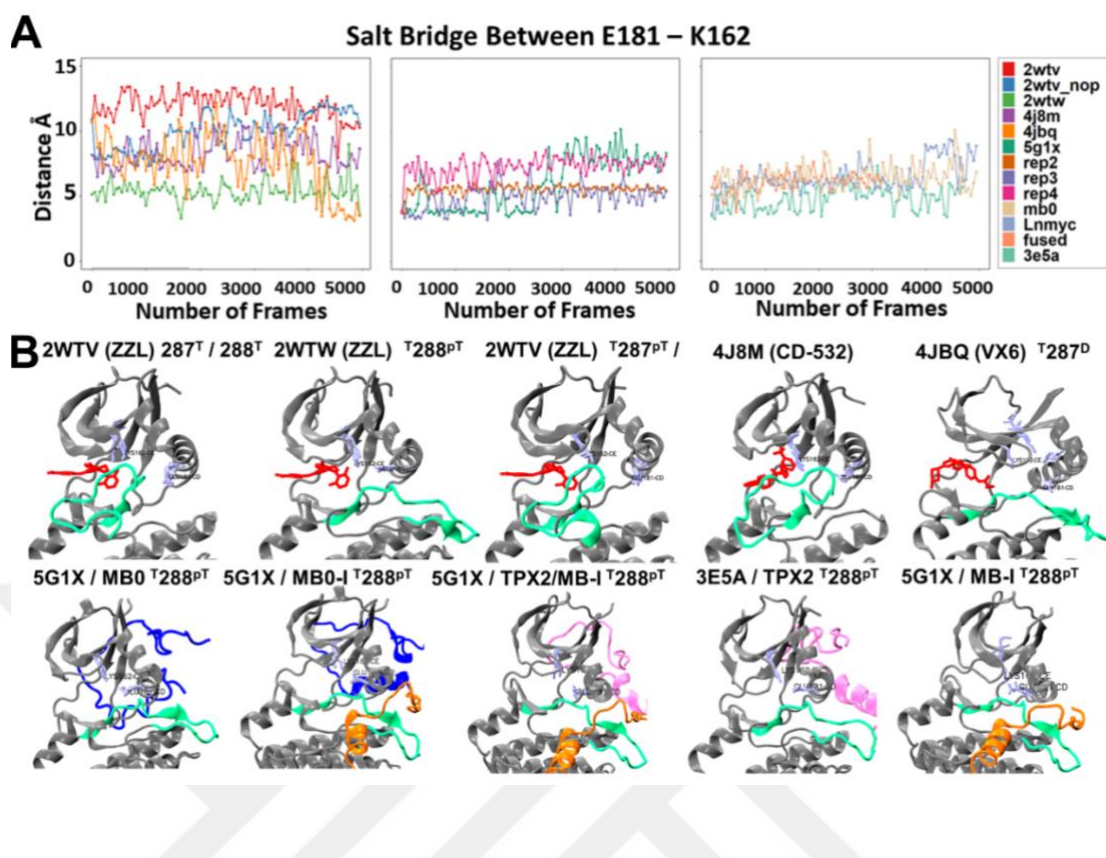 A
Salt Bridge Between E181 – K162
Distance Å
15
10
5
0
0 1000 2000 3000 4000 5000
Number of Frames
0 1000 2000 3000 4000 5000
Number of Frames
0 1000 2000 3000 4000 5000
Number of Frames
2wtv
2wtv_nop
2wtw
4j8m
4jbq
5g1x
rep2
rep3
rep4
mb0
Lnmyc
fused
3e5a
B
2WTV (ZZL) 287ᵀ / 288ᵀ
2WTW (ZZL) ᵀ288ᵖᵀ
2WTV (ZZL) ᵀ287ᵖᵀ /
4J8M (CD-532)
4JBQ (VX6) ᵀ287ᴰ
5G1X / MB0 ᵀ288ᵖᵀ
5G1X / MB0-I ᵀ288ᵖᵀ
5G1X / TPX2/MB-I ᵀ288ᵖᵀ
3E5A / TPX2 ᵀ288ᵖᵀ
5G1X / MB-I ᵀ288ᵖᵀ